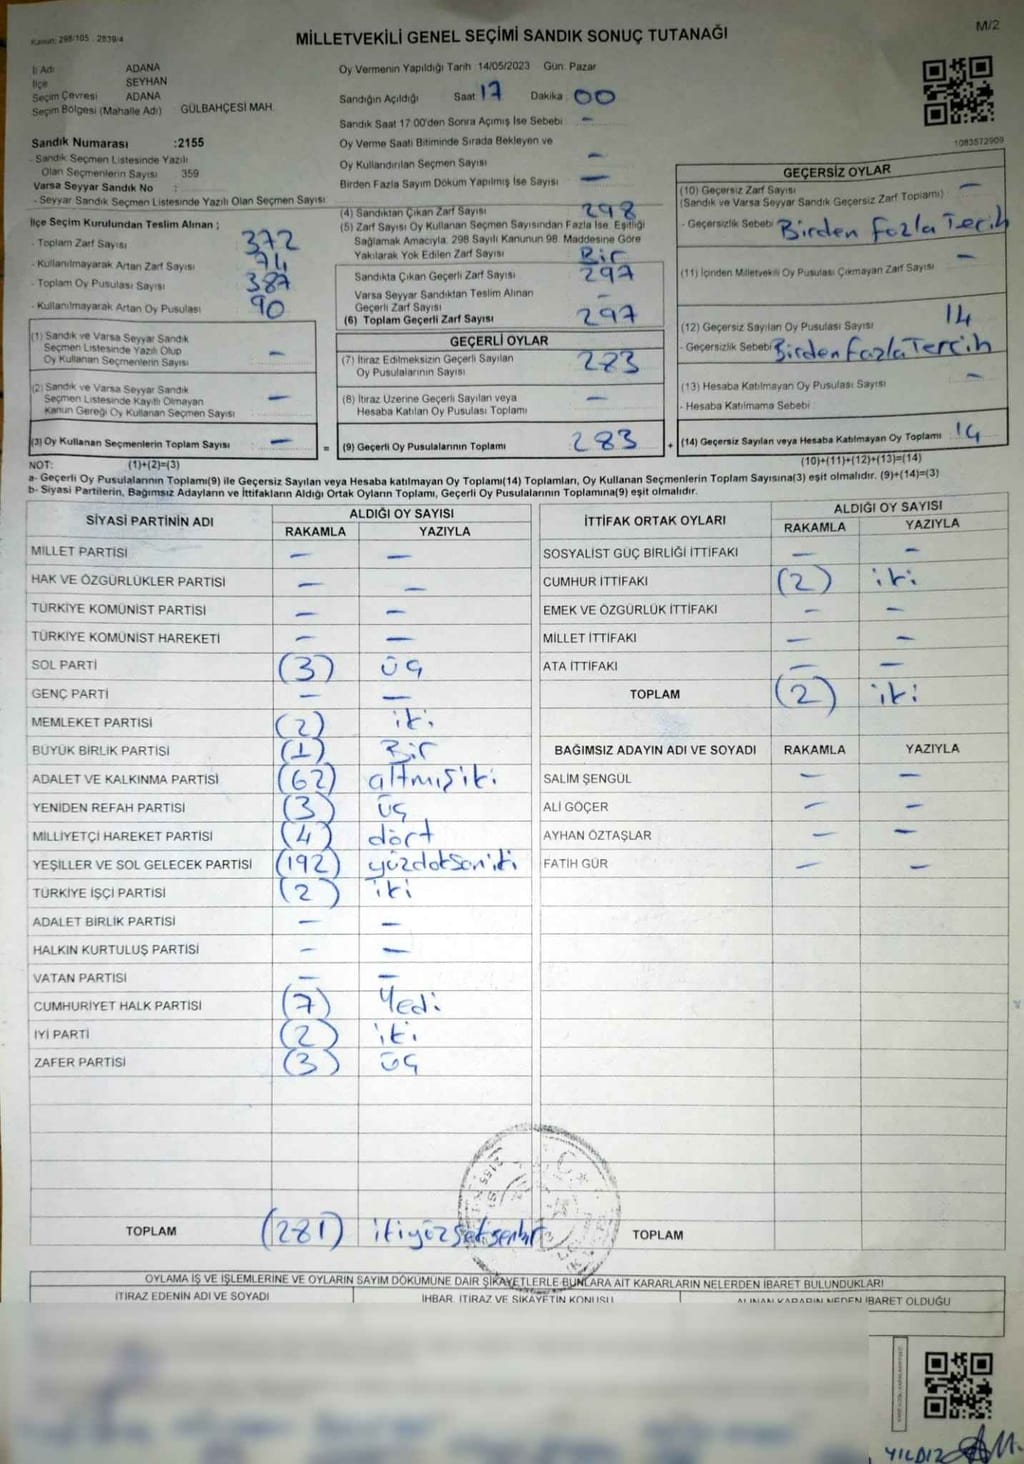 Kanun: 298/105 . 2839/4
MİLLETVEKİLİ GENEL SEÇİMİ SANDIK SONUÇ TUTANAĞI
M/2
İl Adı ADANA
İlçe SEYHAN
Seçim Çevresi ADANA
Seçim Bölgesi (Mahalle Adı) GÜLBAHÇESİ MAH.
Sandık Numarası :2155
- Sandık Seçmen Listesinde Yazılı
Olan Seçmenlerin Sayısı 359
Varsa Seyyar Sandık No :
- Seyyar Sandık Seçmen Listesinde Yazılı Olan Seçmen Sayısı
Oy Vermenin Yapıldığı Tarih 14/05/2023 Gün: Pazar
Sandığın Açıldığı Saat 17 Dakika 00
Sandık Saat 17:00'den Sonra Açımış İse Sebebi -
Oy Verme Saati Bitiminde Sırada Bekleyen ve
Oy Kullandırılan Seçmen Sayısı -
Birden Fazla Sayım Döküm Yapılmış İse Sayısı -
1083572909
İlçe Seçim Kurulundan Teslim Alınan ;
- Toplam Zarf Sayısı 372
- Kullanılmayarak Artan Zarf Sayısı 74
- Toplam Oy Pusulası Sayısı 387
- Kullanılmayarak Artan Oy Pusulası 90
(4) Sandıktan Çıkan Zarf Sayısı 298
(5) Zarf Sayısı Oy Kullanan Seçmen Sayısından Fazla İse, Eşitliği
Sağlamak Amacıyla, 298 Sayılı Kanunun 98. Maddesine Göre
Yakılarak Yok Edilen Zarf Sayısı Bir
Sandıkta Çıkan Geçerli Zarf Sayısı 297
Varsa Seyyar Sandıktan Teslim Alınan
Geçerli Zarf Sayısı -
(6) Toplam Geçerli Zarf Sayısı 297
GEÇERSİZ OYLAR
(10) Geçersiz Zarf Sayısı -
(Sandık ve Varsa Seyyar Sandık Geçersiz Zarf Toplamı)
- Geçersizlik Sebebi Birden fazla Tercih
(11) İçinden Milletvekili Oy Pusulası Çıkmayan Zarf Sayısı -
(12) Geçersiz Sayılan Oy Pusulası Sayısı 14
- Geçersizlik Sebebi Birden Fazla Tercih
(13) Hesaba Katılmayan Oy Pusulası Sayısı -
- Hesaba Katılmama Sebebi
(14) Geçersiz Sayılan veya Hesaba Katılmayan Oy Toplamı 14
(10)+(11)+(12)+(13)=(14)
(1) Sandık ve Varsa Seyyar Sandık
Seçmen Listesinde Yazılı Olup
Oy Kullanan Seçmenlerin Sayısı -
(2) Sandık ve Varsa Seyyar Sandık
Seçmen Listesinde Kayıtlı Olmayan
Kanun Gereği Oy Kullanan Seçmen Sayısı -
(3) Oy Kullanan Seçmenlerin Toplam Sayısı - =
GEÇERLİ OYLAR
(7) İtiraz Edilmeksizin Geçerli Sayılan
Oy Pusulalarının Sayısı 283
(8) İtiraz Üzerine Geçerli Sayılan veya
Hesaba Katılan Oy Pusulası Toplamı -
(9) Geçerli Oy Pusulalarının Toplamı 283 +
NOT: (1)+(2)=(3)
a- Geçerli Oy Pusulalarının Toplamı(9) ile Geçersiz Sayılan veya Hesaba katılmayan Oy Toplamı(14) Toplamları, Oy Kullanan Seçmenlerin Toplam Sayısına(3) eşit olmalıdır. (9)+(14)=(3)
b- Siyasi Partilerin, Bağımsız Adayların ve İttifakların Aldığı Ortak Oyların Toplamı, Geçerli Oy Pusulalarının Toplamına(9) eşit olmalıdır.
SİYASİ PARTİNİN ADI ALDIĞI OY SAYISI
RAKAMLA YAZIYLA
MİLLET PARTİSİ - -
HAK VE ÖZGÜRLÜKLER PARTİSİ - -
TÜRKİYE KOMÜNİST PARTİSİ - -
TÜRKİYE KOMÜNİST HAREKETİ - -
SOL PARTİ (3) üç
GENÇ PARTİ - -
MEMLEKET PARTİSİ (2) iki
BÜYÜK BİRLİK PARTİSİ (1) Bir
ADALET VE KALKINMA PARTİSİ (62) altmışiki
YENİDEN REFAH PARTİSİ (3) üç
MİLLİYETÇİ HAREKET PARTİSİ (4) dört
YEŞİLLER VE SOL GELECEK PARTİSİ (192) yüzdoksaniki
TÜRKİYE İŞÇİ PARTİSİ (2) iki
ADALET BİRLİK PARTİSİ - -
HALKIN KURTULUŞ PARTİSİ - -
VATAN PARTİSİ - -
CUMHURİYET HALK PARTİSİ (7) Yedi
İYİ PARTİ (2) iki
ZAFER PARTİSİ (3) üç
TOPLAM (281) ikiyüzseksenbir
İTTİFAK ORTAK OYLARI ALDIĞI OY SAYISI
RAKAMLA YAZIYLA
SOSYALİST GÜÇ BİRLİĞİ İTTİFAKI - -
CUMHUR İTTİFAKI (2) iki
EMEK VE ÖZGÜRLÜK İTTİFAKI - -
MİLLET İTTİFAKI - -
ATA İTTİFAKI - -
TOPLAM (2) iki
BAĞIMSIZ ADAYIN ADI VE SOYADI RAKAMLA YAZIYLA
SALİM ŞENGÜL - -
ALİ GÖÇER - -
AYHAN ÖZTAŞLAR - -
FATİH GÜR - -
TOPLAM
2155
OYLAMA İŞ VE İŞLEMLERİNE VE OYLARIN SAYIM DÖKÜMÜNE DAİR ŞİKAYETLERLE BUNLARA AİT KARARLARIN NELERDEN İBARET BULUNDUKLARI
İTİRAZ EDENİN ADI VE SOYADI İHBAR, İTİRAZ VE ŞİKAYETİN KONUSU ALINAN KARARIN NEDEN İBARET OLDUĞU
YILDIZ